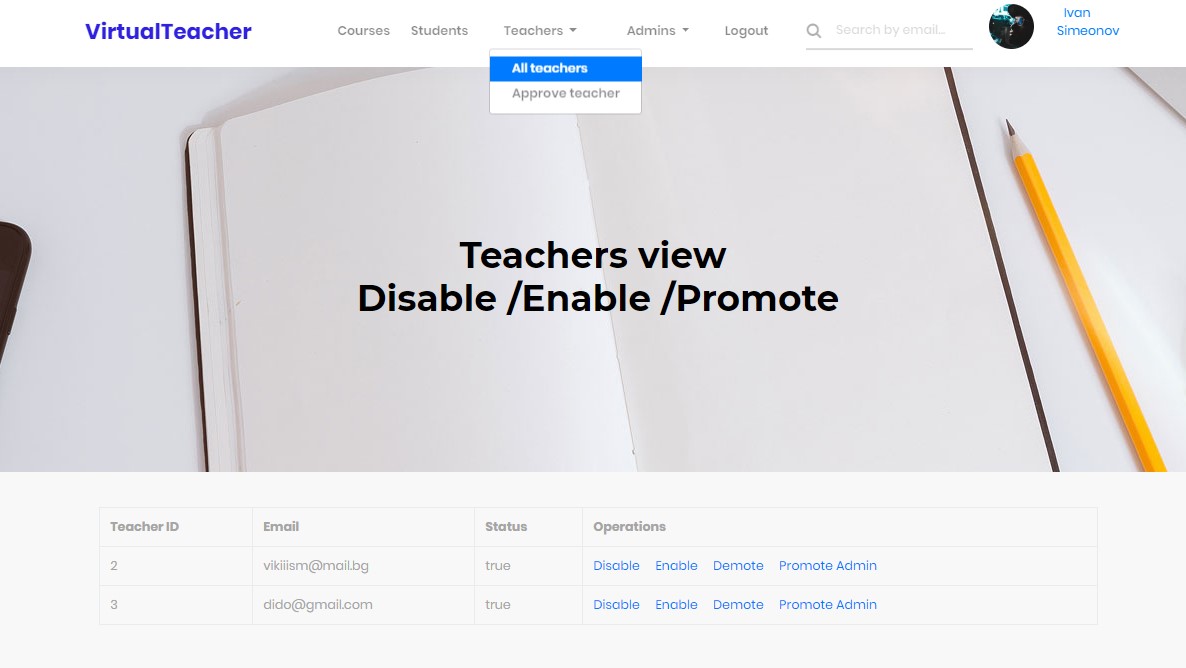 VirtualTeacher
Courses Students Teachers Admins Logout Search by email... Ivan
Simeonov
All teachers
Approve teacher
Teachers view
Disable /Enable /Promote
Teacher ID Email Status Operations
2 vikiiism@mail.bg true Disable Enable Demote Promote Admin
3 dido@gmail.com true Disable Enable Demote Promote Admin